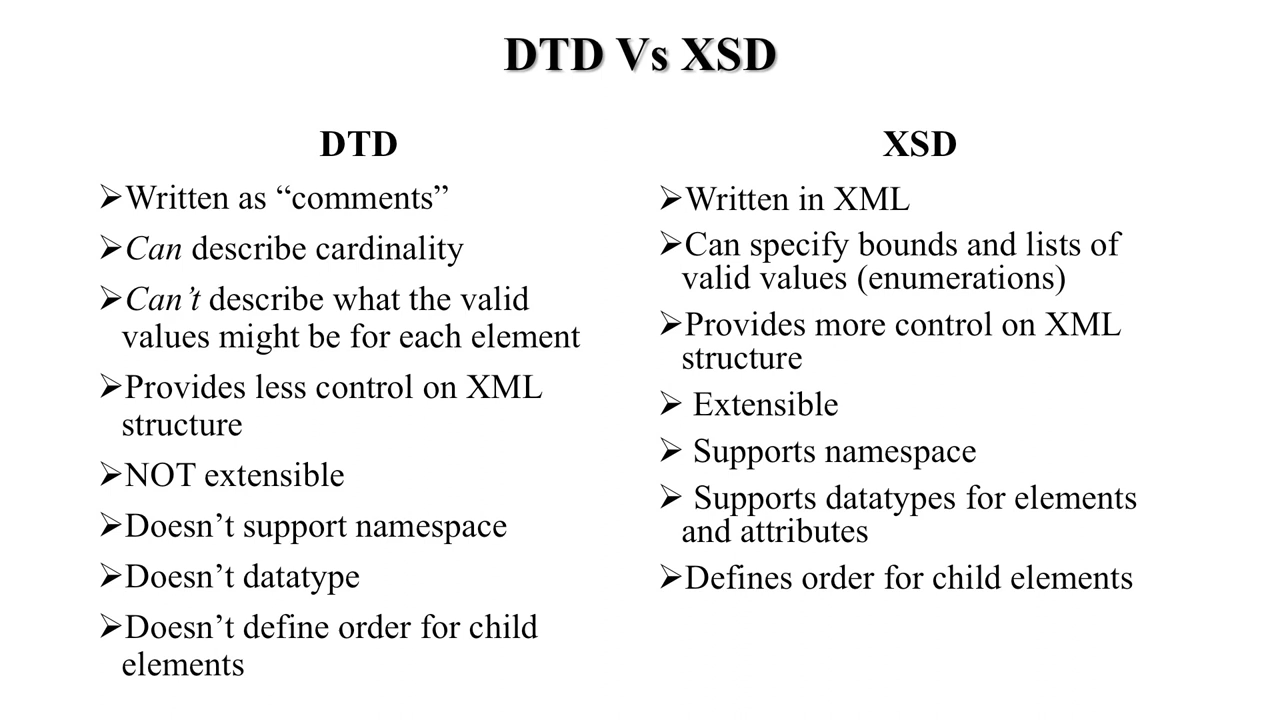 DTD Vs XSD
DTD
➢Written as “comments”
➢Can describe cardinality
➢Can’t describe what the valid
values might be for each element
➢Provides less control on XML
structure
➢NOT extensible
➢Doesn’t support namespace
➢Doesn’t datatype
➢Doesn’t define order for child
elements
XSD
➢Written in XML
➢Can specify bounds and lists of
valid values (enumerations)
➢Provides more control on XML
structure
➢ Extensible
➢ Supports namespace
➢ Supports datatypes for elements
and attributes
➢Defines order for child elements